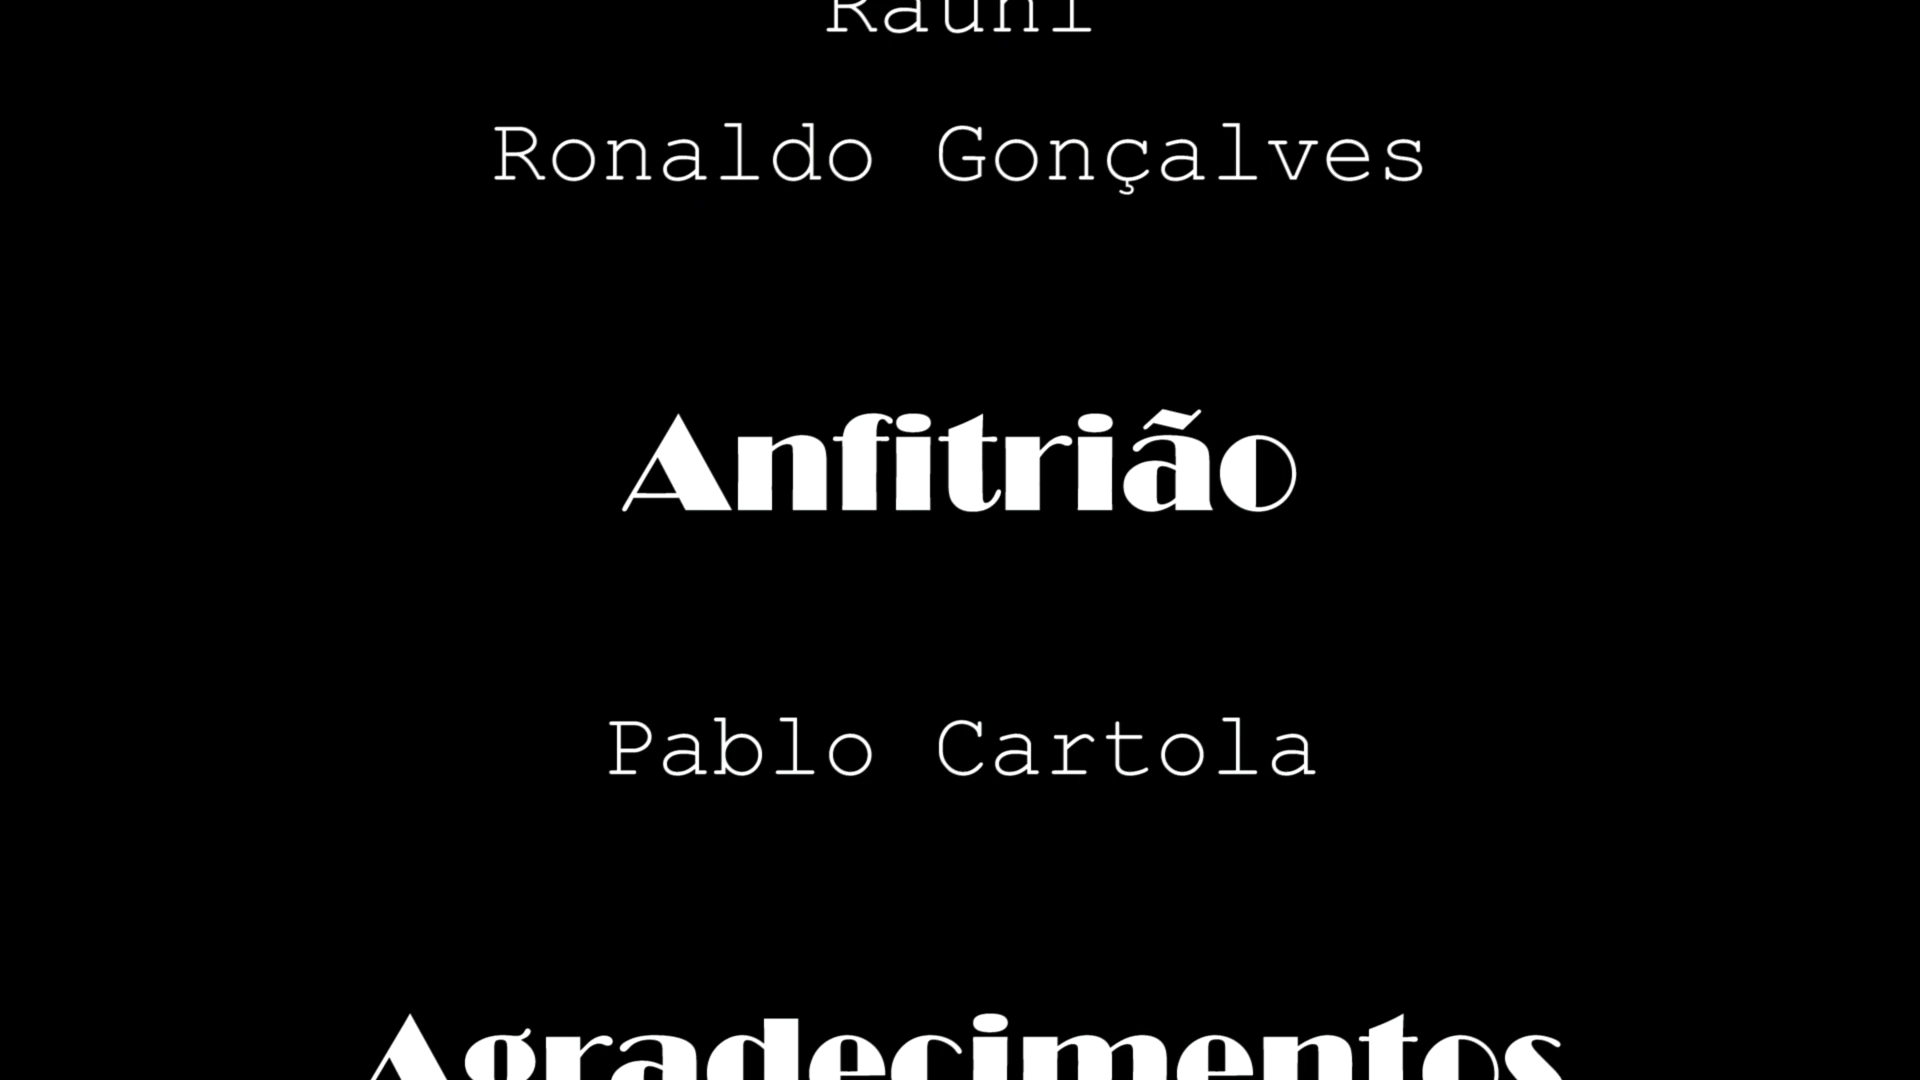 Ronaldo Gonçalves
Anfitrião
Pablo Cartola
Agradecimentos